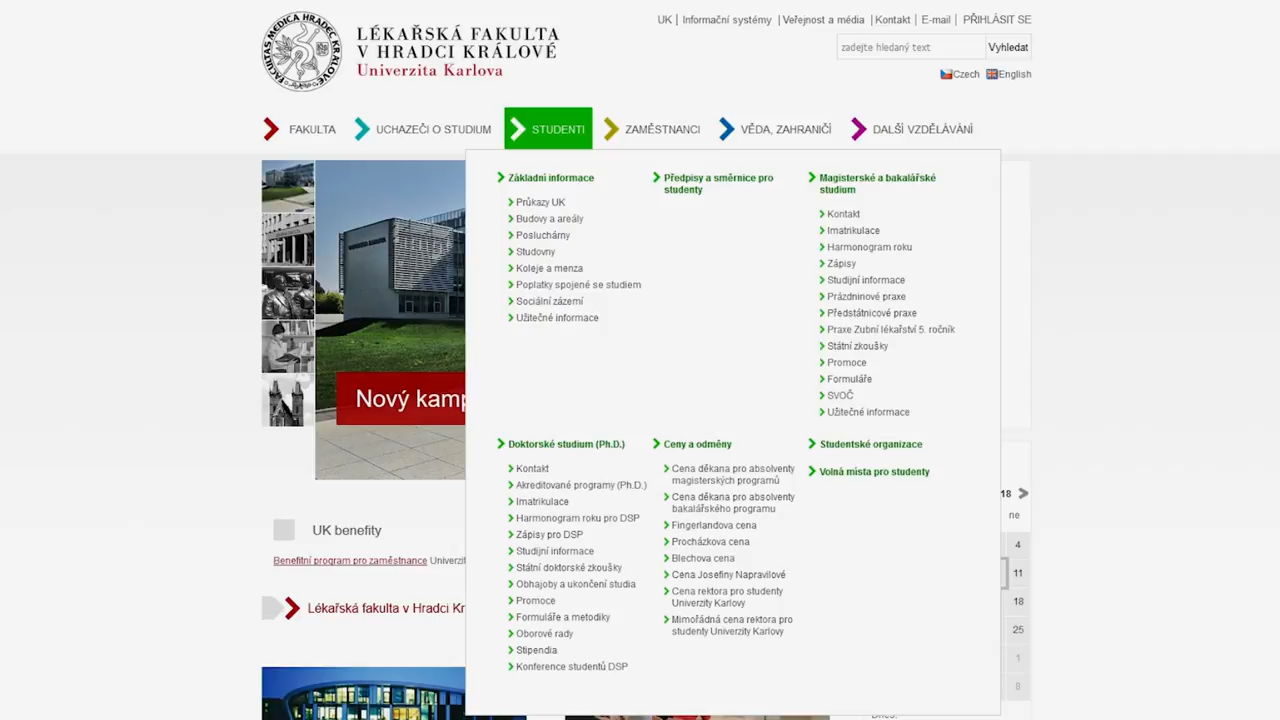 UK | Informační systémy | Veřejnost a média | Kontakt | E-mail | PŘIHLÁSIT SE
LÉKAŘSKÁ FAKULTA
V HRADCI KRÁLOVÉ
Univerzita Karlova
zadejte hledaný text Vyhledat
Czech English
FAKULTA UCHAZEČI O STUDIUM STUDENTI ZAMĚSTNANCI VĚDA, ZAHRANIČÍ DALŠÍ VZDĚLÁVÁNÍ
Základní informace
Průkazy UK
Budovy a areály
Posluchárny
Studovny
Koleje a menza
Poplatky spojené se studiem
Sociální zázemí
Užitečné informace
Předpisy a směrnice pro
studenty
Magisterské a bakalářské
studium
Kontakt
Imatrikulace
Harmonogram roku
Zápisy
Studijní informace
Prázdninové praxe
Předstátnicové praxe
Praxe Zubní lékařství 5. ročník
Státní zkoušky
Promoce
Formuláře
SVOČ
Užitečné informace
Nový kamp
Doktorské studium (Ph.D.)
Kontakt
Akreditované programy (Ph.D.)
Imatrikulace
Harmonogram roku pro DSP
Zápisy pro DSP
Studijní informace
Státní doktorské zkoušky
Obhajoby a ukončení studia
Promoce
Formuláře a metodiky
Oborové rady
Stipendia
Konference studentů DSP
Ceny a odměny
Cena děkana pro absolventy
magisterských programů
Cena děkana pro absolventy
bakalářského programu
Fingerlandova cena
Procházkova cena
Blechova cena
Cena Josefiny Napravilové
Cena rektora pro studenty
Univerzity Karlovy
Mimořádná cena rektora pro
studenty Univerzity Karlovy
Studentské organizace
Volná místa pro studenty
18
ne
4
11
18
25
1
8
UK benefity
Benefitní program pro zaměstnance Univerzit
Lékařská fakulta v Hradci Kr